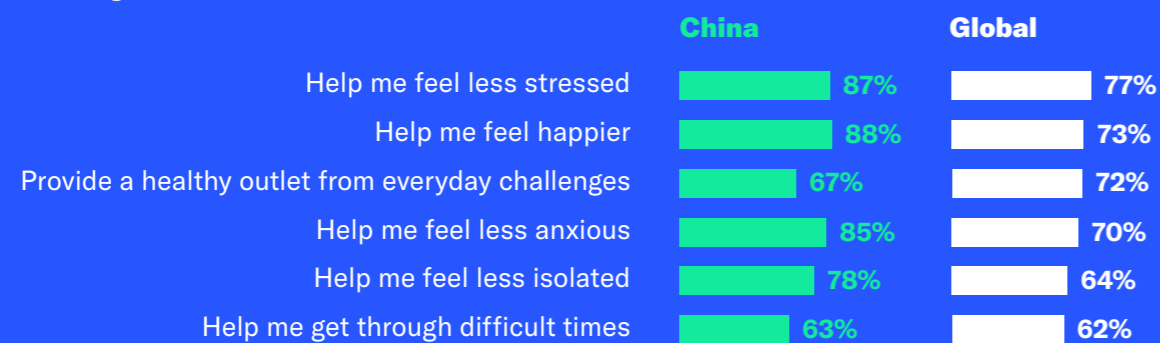 China Global
Help me feel less stressed 87% 77%
Help me feel happier 88% 73%
Provide a healthy outlet from everyday challenges 67% 72%
Help me feel less anxious 85% 70%
Help me feel less isolated 78% 64%
Help me get through difficult times 63% 62%